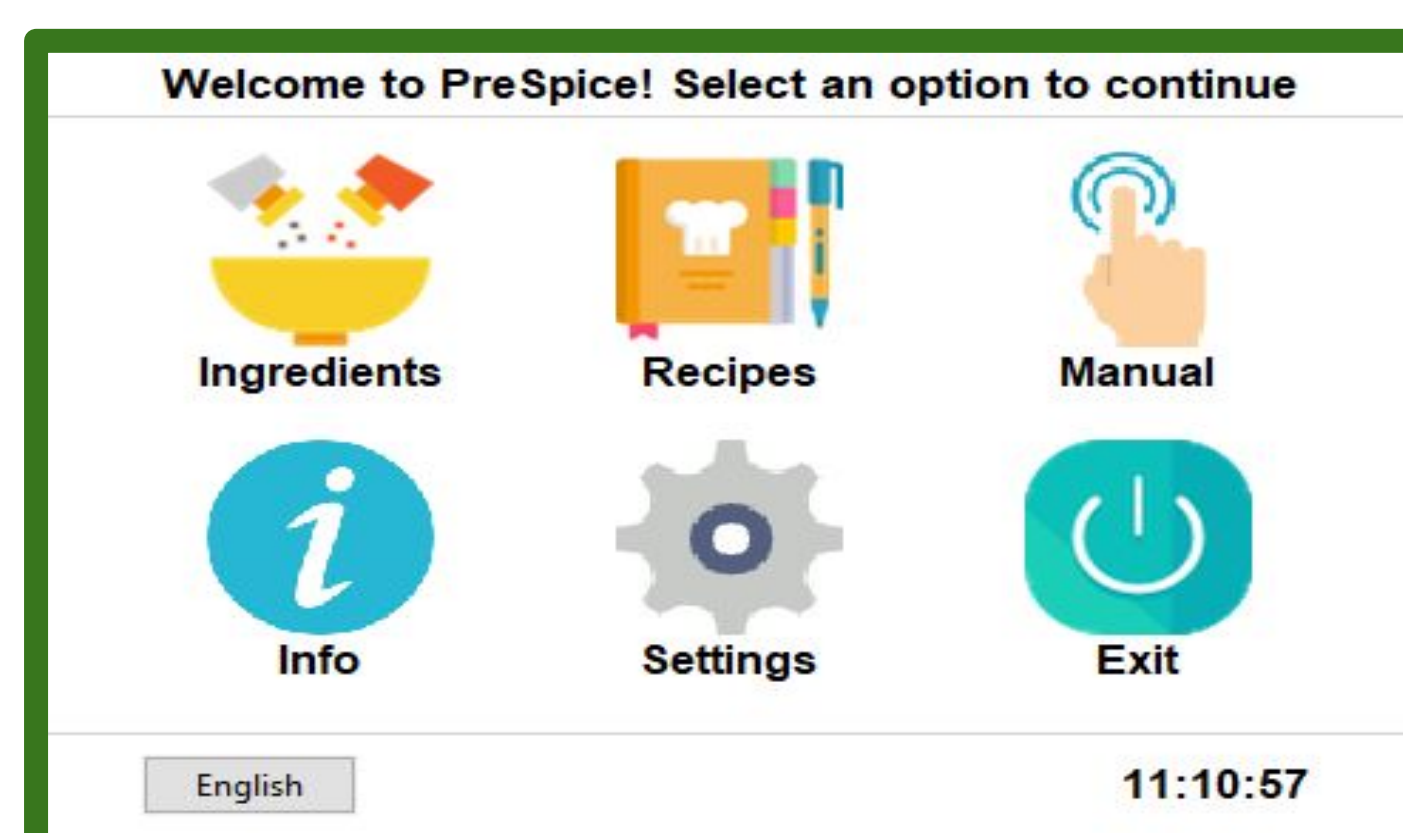 Welcome to PreSpice! Select an option to continue
Ingredients Recipes Manual
Info Settings Exit
English 11:10:57